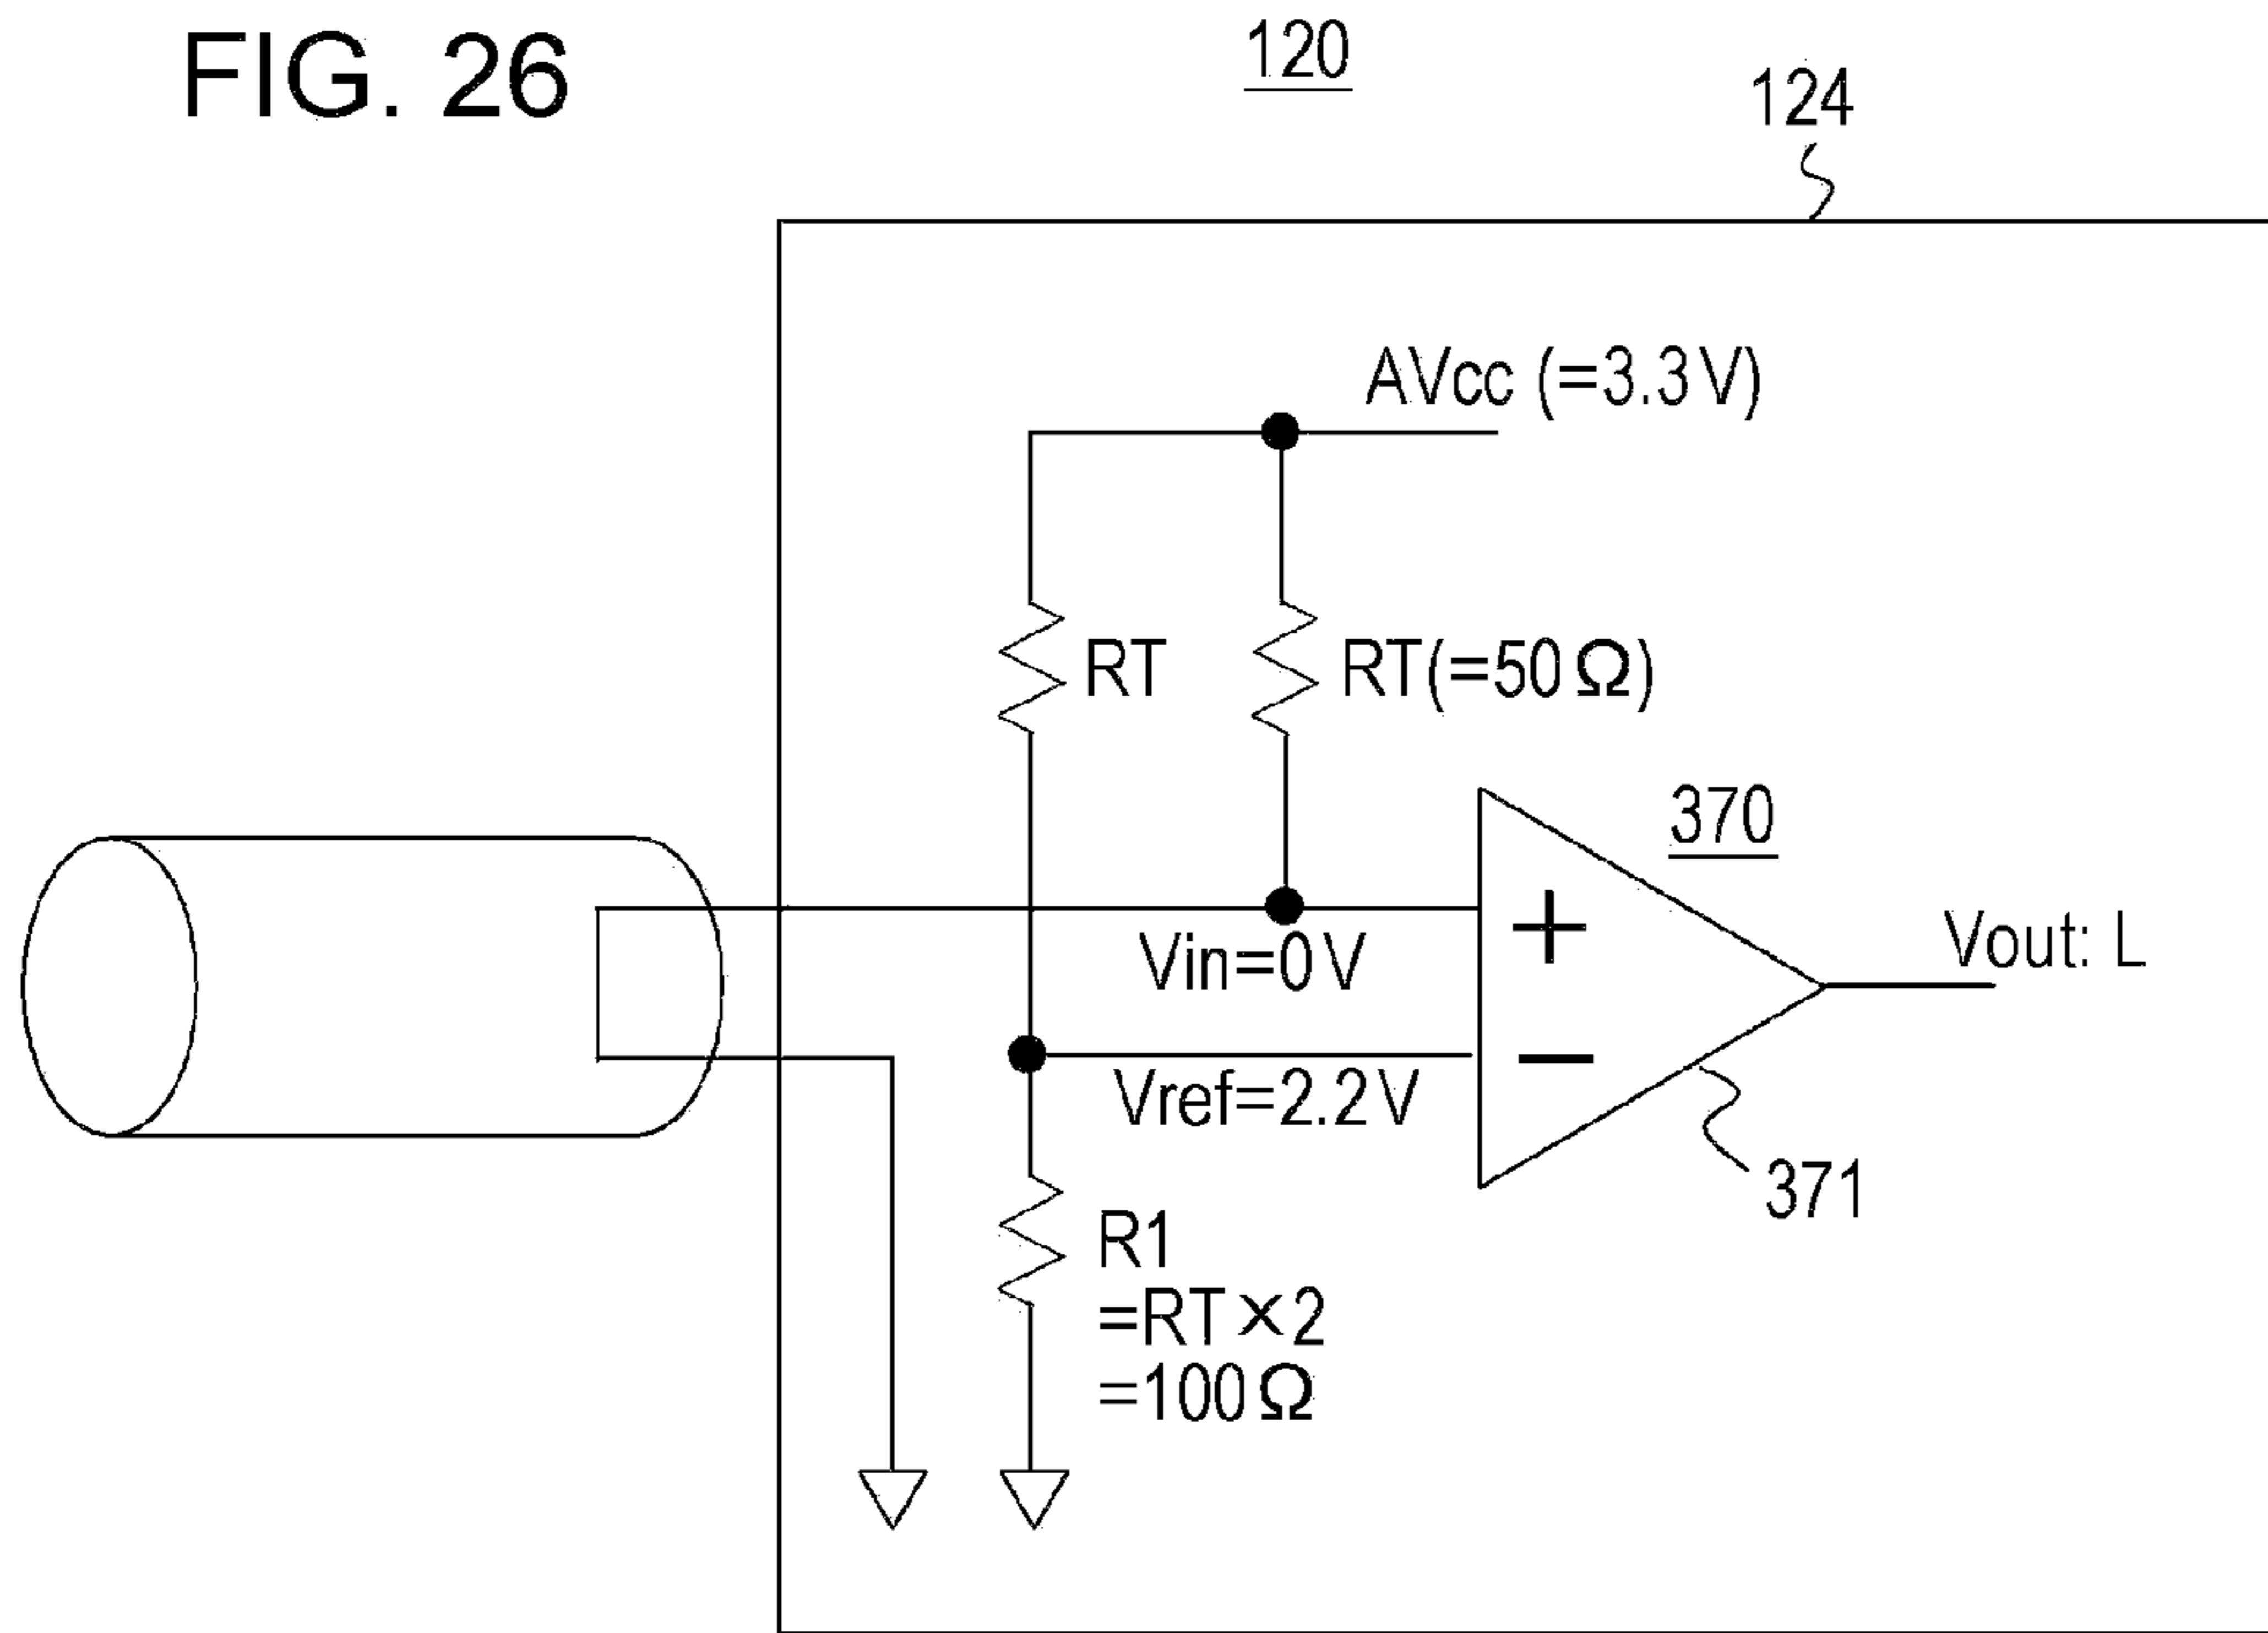 FIG. 26
120
124
AVcc (=3.3V)
RT
RT(=50Ω)
370
+
Vin=0V
Vout: L
−
Vref=2.2V
371
R1
=RT×2
=100Ω